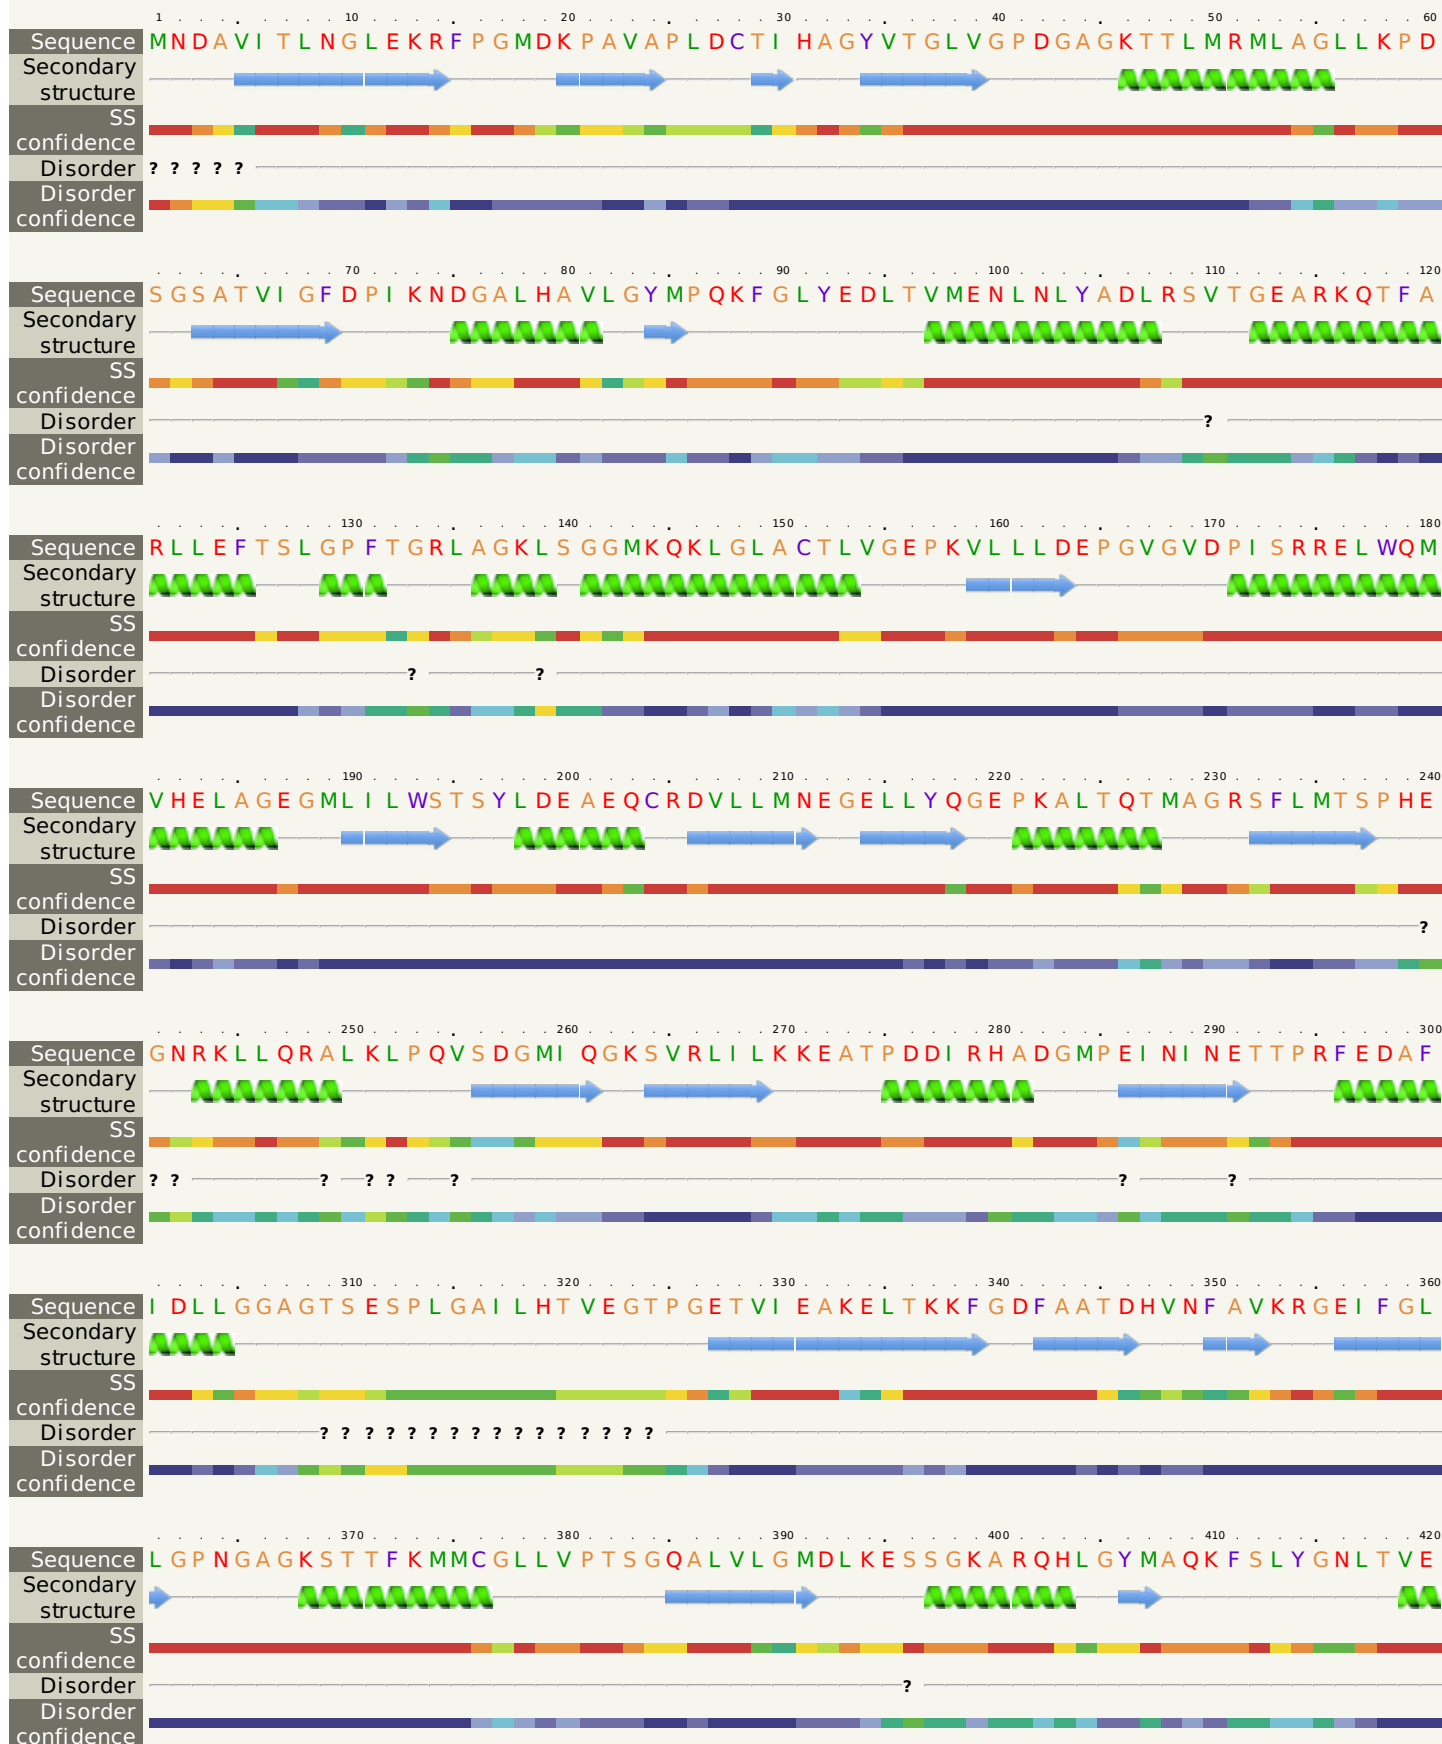 1 10 20 30 40 50 60
Sequence MNDAVITLNGLEKRFPGMDKPAVAPLDCTIHAGYVTGLVGPDGAGKTTLMRMLAGLLKPD
Secondary
structure
SS
confidence
Disorder ? ? ? ? ?
Disorder
confidence
70 80 90 100 110 120
Sequence SGSATVIGFDPIKNDGALHAVLGYMPQKFGLYEDLTVMENLNLYADLRSVTGEARKQTFA
Secondary
structure
SS
confidence
Disorder ?
Disorder
confidence
130 140 150 160 170 180
Sequence RLLEFTSLGPFTGRLAGKLSGGMKQKLGLACTLVGEPKVLLLDEPGVGVDPISRRELWQM
Secondary
structure
SS
confidence
Disorder ? ?
Disorder
confidence
190 200 210 220 230 240
Sequence VHELAGEGMLILWSTSYLDEAEQCRDVLLMNEGELLYQGEPKALTQTMAGRSFLMTSPHE
Secondary
structure
SS
confidence
Disorder ?
Disorder
confidence
250 260 270 280 290 300
Sequence GNRKLLQRALKLPQVSDGMIQGKSVRLILKKEATPDDIRHADGMPEININETTPRFEDAF
Secondary
structure
SS
confidence
Disorder ? ? ? ? ? ? ? ?
Disorder
confidence
310 320 330 340 350 360
Sequence IDLLGGAGTSESPLGAILHTVEGTPGETVIEAKELTKKFGDFAATDHVNFAVKRGEIFGL
Secondary
structure
SS
confidence
Disorder ? ? ? ? ? ? ? ? ? ? ? ? ? ? ? ?
Disorder
confidence
370 380 390 400 410 420
Sequence LGPNGAGKSTTFKMMCGLLVPTSGQALVLGMDLKESSGKARQHLGYMAQKFSLYGNLTVE
Secondary
structure
SS
confidence
Disorder ?
Disorder
confidence